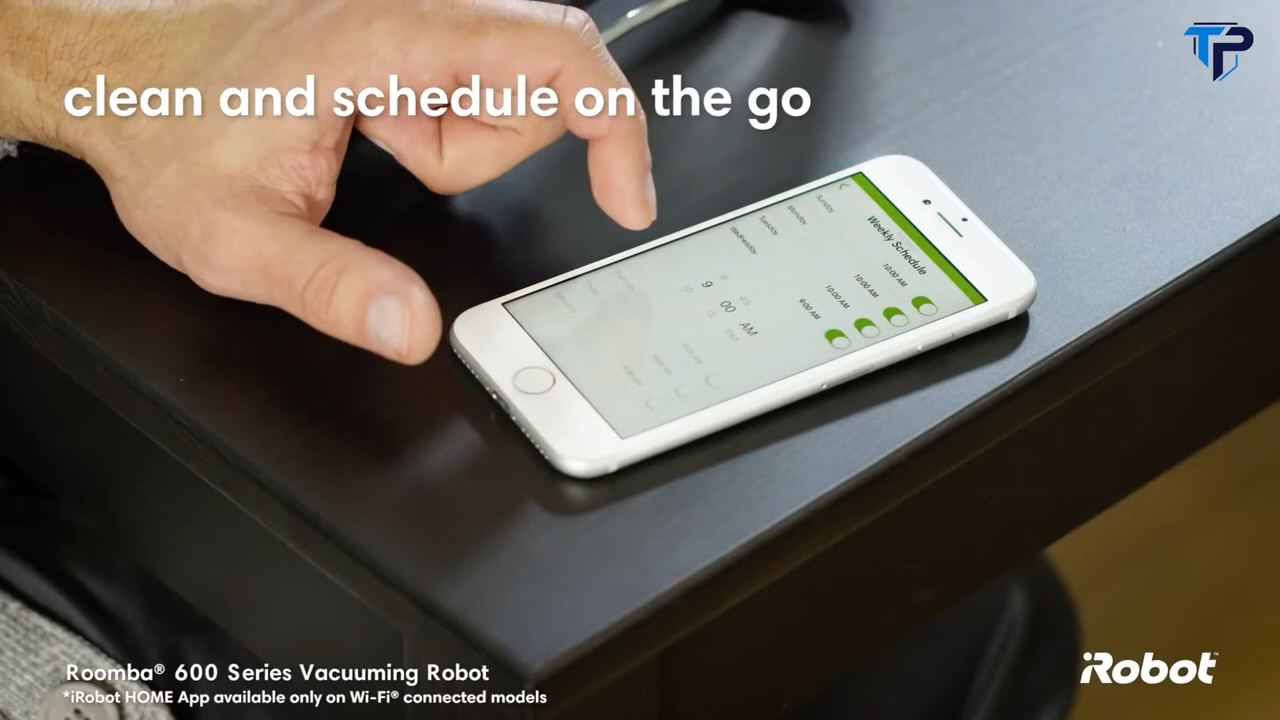 TP
clean and schedule on the go
Weekly Schedule
Sunday
10:00 AM
Monday
10:00 AM
Tuesday
10:00 AM
Wednesday
9:00 AM
9 00 AM
Roomba® 600 Series Vacuuming Robot
*iRobot HOME App available only on Wi-Fi® connected models
iRobot™